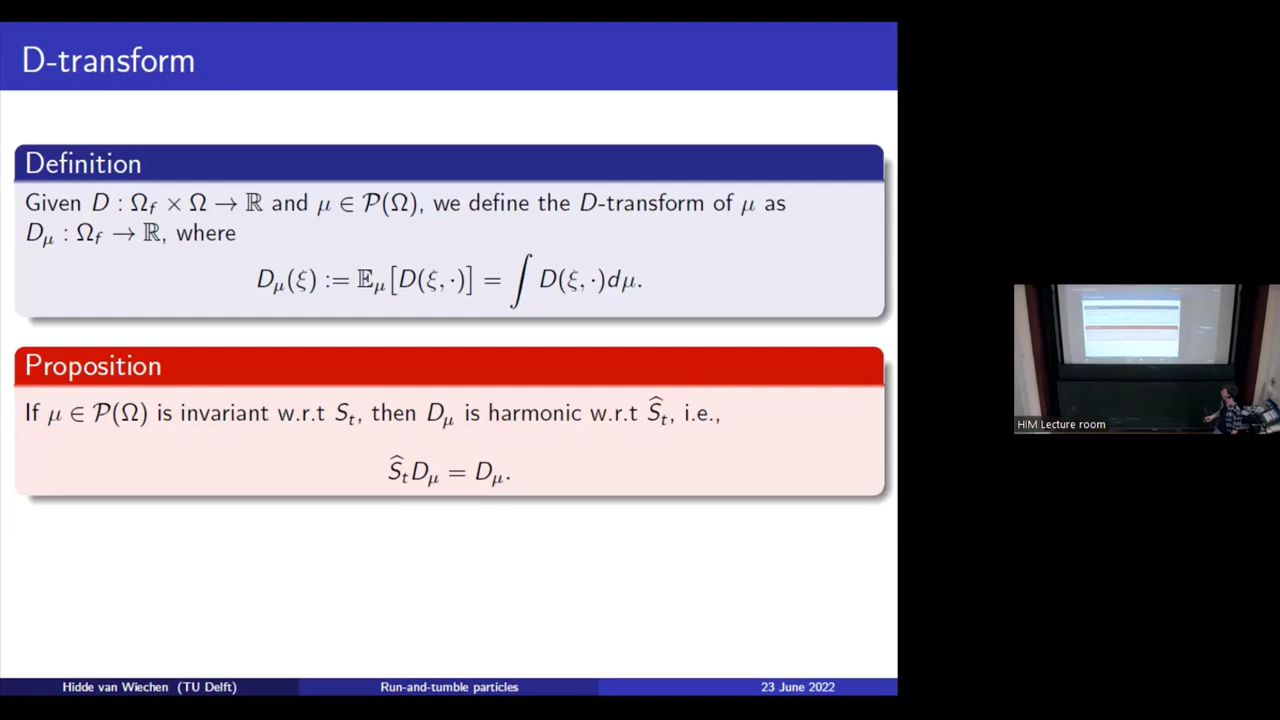 D-transform
Definition
Given D : Ω_f × Ω → ℝ and μ ∈ 𝒫(Ω), we define the D-transform of μ as
D_μ : Ω_f → ℝ, where
D_μ(ξ) := 𝔼_μ[D(ξ, ·)] = ∫ D(ξ, ·)dμ.
Proposition
If μ ∈ 𝒫(Ω) is invariant w.r.t S_t, then D_μ is harmonic w.r.t Ŝ_t, i.e.,
Ŝ_t D_μ = D_μ.
HIM Lecture room
Hidde van Wiechen (TU Delft) Run-and-tumble particles 23 June 2022